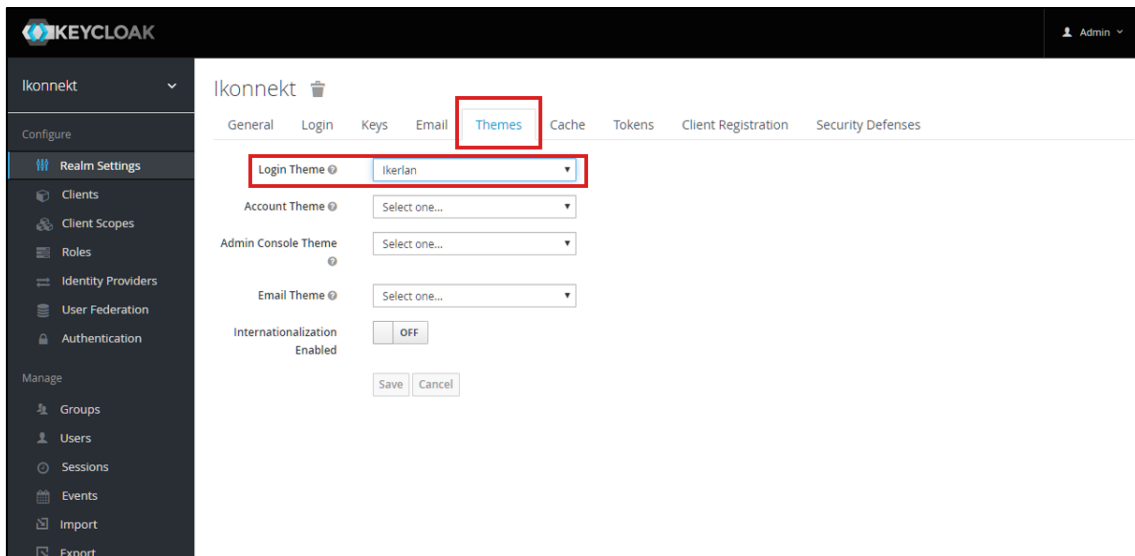 KEYCLOAK
Admin
Ikonnekt
Configure
Realm Settings
Clients
Client Scopes
Roles
Identity Providers
User Federation
Authentication
Manage
Groups
Users
Sessions
Events
Import
Export
Ikonnekt
General Login Keys Email Themes Cache Tokens Client Registration Security Defenses
Login Theme Ikerlan
Account Theme Select one...
Admin Console Theme Select one...
Email Theme Select one...
Internationalization
Enabled OFF
Save Cancel